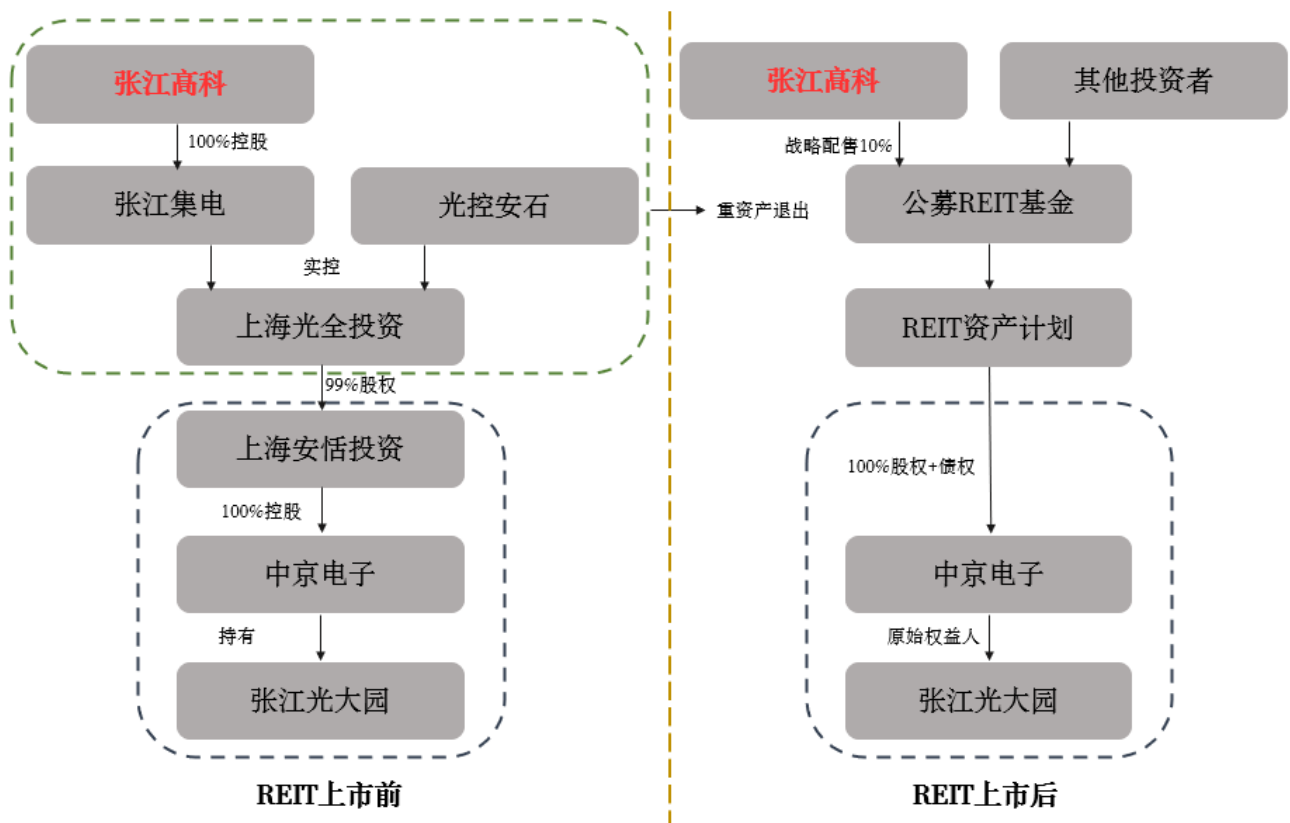 张江高科
100%控股
张江集电
光控安石
实控
上海光全投资
99%股权
上海安恬投资
100%控股
中京电子
持有
张江光大园
REIT上市前
重资产退出
张江高科
其他投资者
战略配售10%
公募REIT基金
REIT资产计划
100%股权+债权
中京电子
原始权益人
张江光大园
REIT上市后